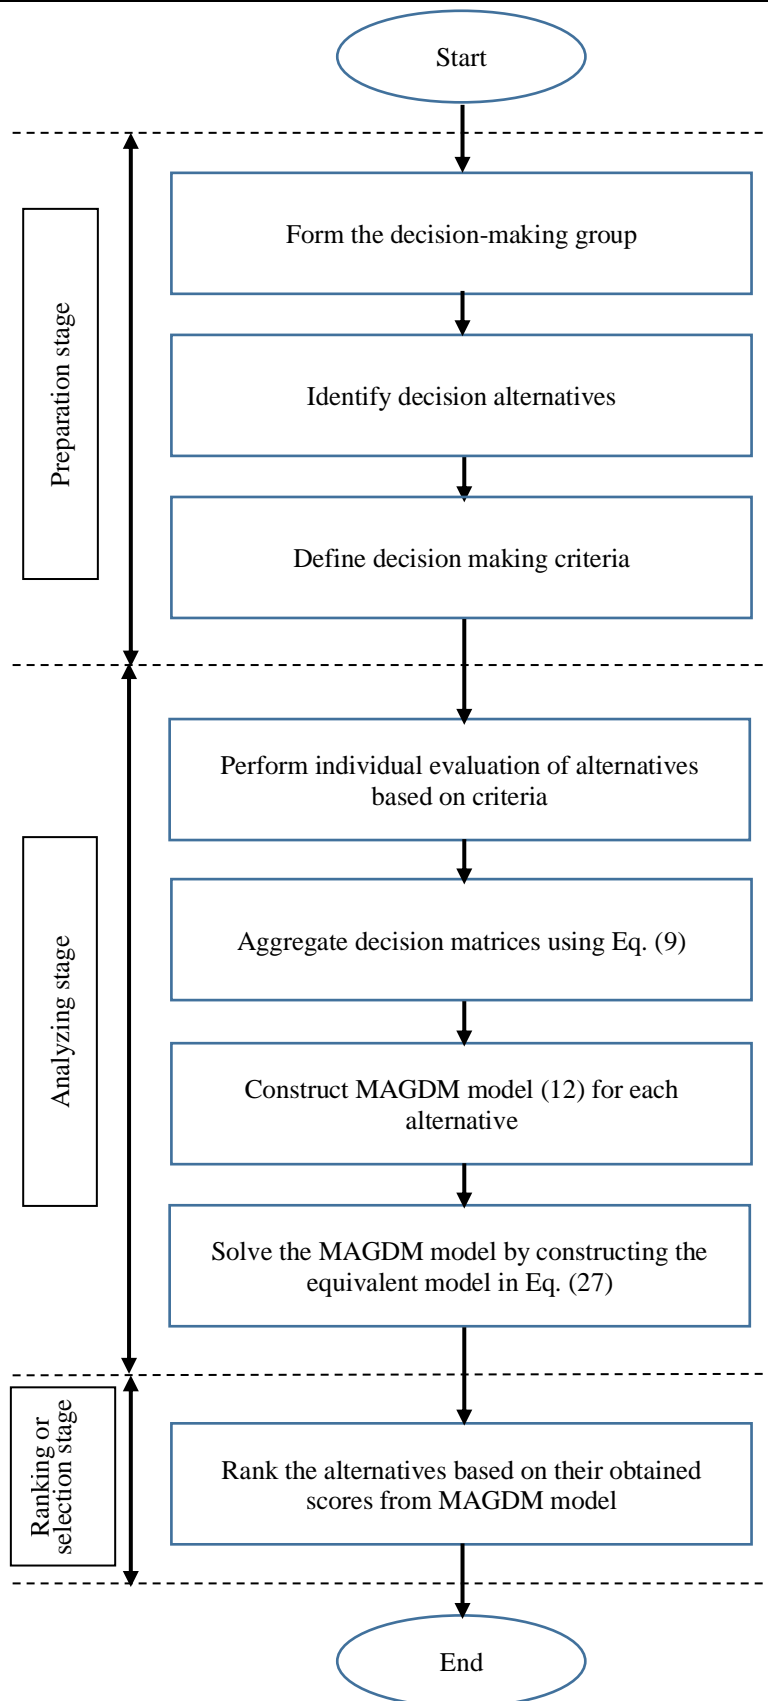 Start
Preparation stage
Form the decision-making group
Identify decision alternatives
Define decision making criteria
Analyzing stage
Perform individual evaluation of alternatives
based on criteria
Aggregate decision matrices using Eq. (9)
Construct MAGDM model (12) for each
alternative
Solve the MAGDM model by constructing the
equivalent model in Eq. (27)
Ranking or
selection stage
Rank the alternatives based on their obtained
scores from MAGDM model
End